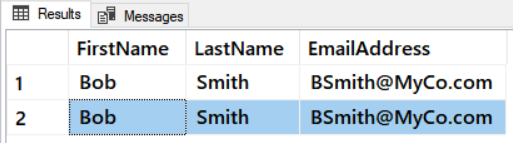 Results Messages
FirstName LastName EmailAddress
1 Bob Smith BSmith@MyCo.com
2 Bob Smith BSmith@MyCo.com